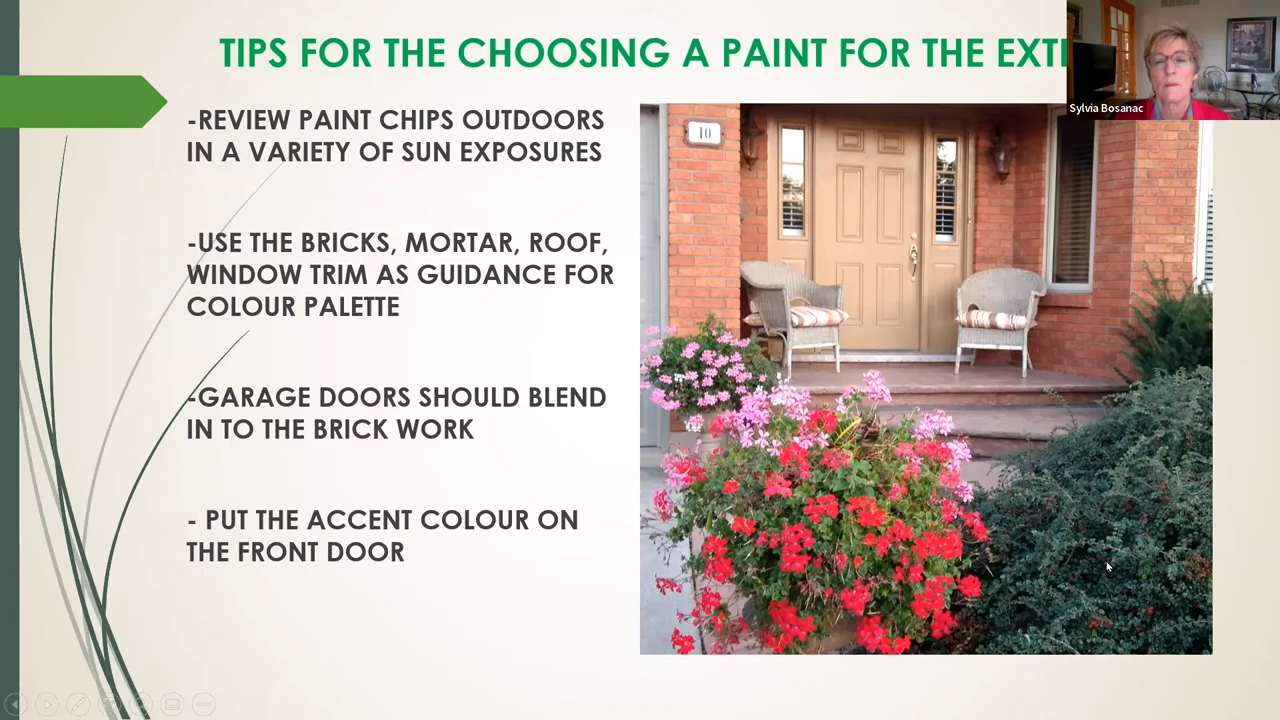 TIPS FOR THE CHOOSING A PAINT FOR THE
Sylvia Bosanac
-REVIEW PAINT CHIPS OUTDOORS
IN A VARIETY OF SUN EXPOSURES
10
-USE THE BRICKS, MORTAR, ROOF,
WINDOW TRIM AS GUIDANCE FOR
COLOUR PALETTE
-GARAGE DOORS SHOULD BLEND
IN TO THE BRICK WORK
- PUT THE ACCENT COLOUR ON
THE FRONT DOOR